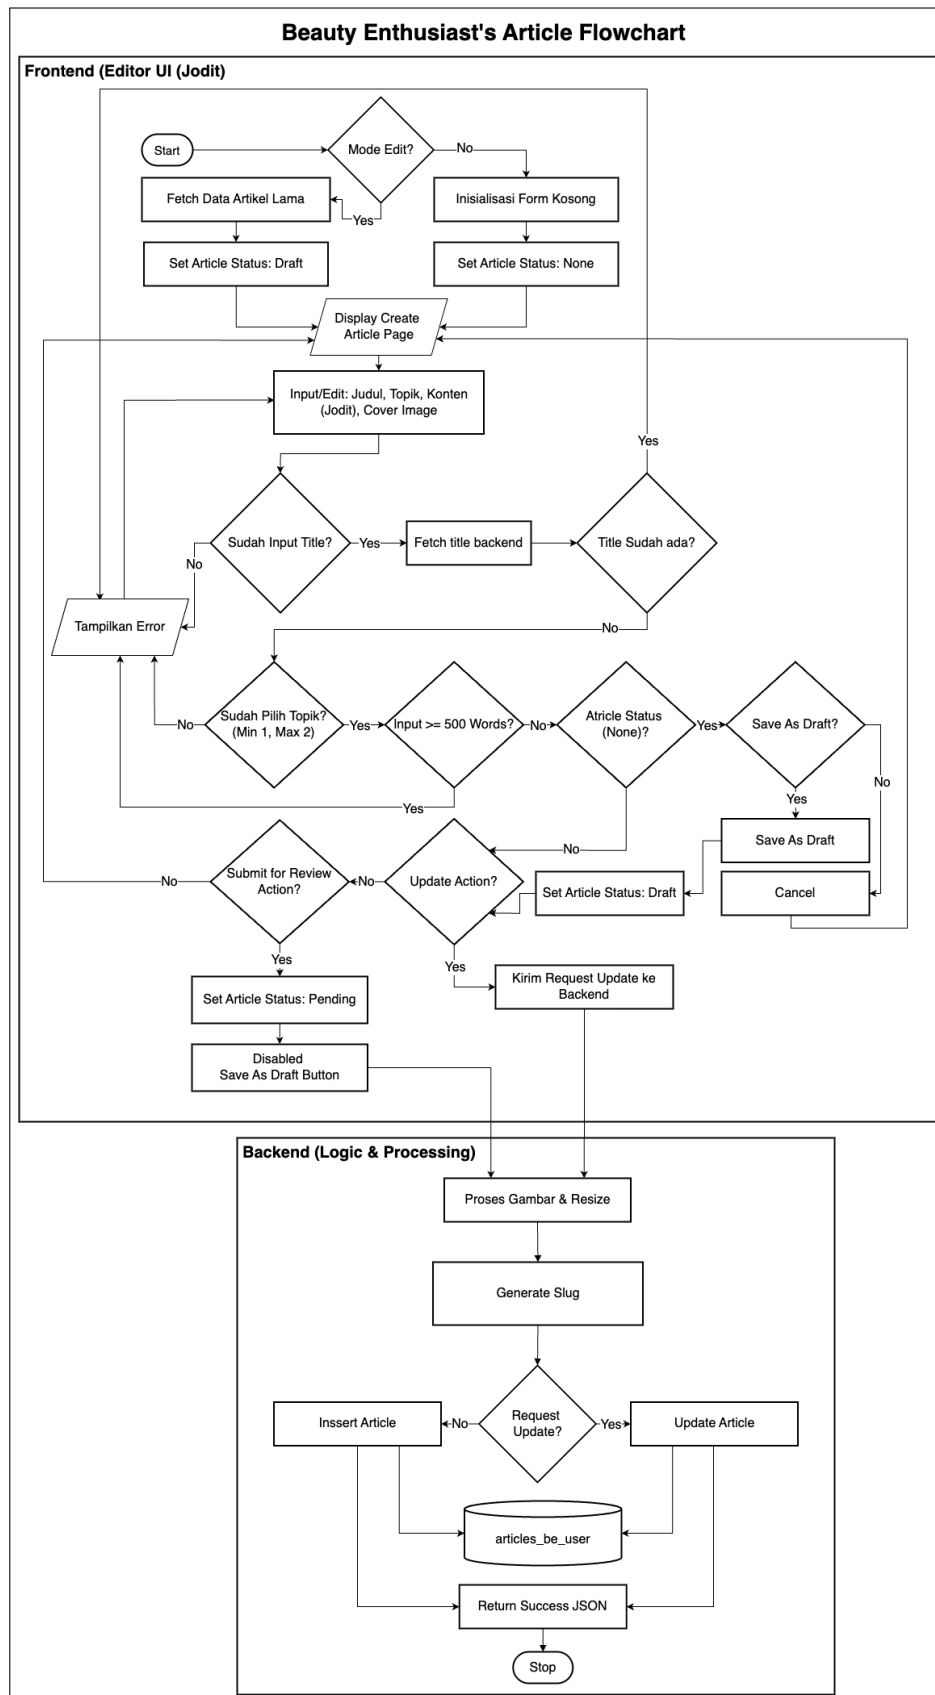 Beauty Enthusiast's Article Flowchart
Frontend (Editor UI (Jodit)
Start
Mode Edit?
No
Yes
Fetch Data Artikel Lama
Inisialisasi Form Kosong
Set Article Status: Draft
Set Article Status: None
Display Create
Article Page
Input/Edit: Judul, Topik, Konten
(Jodit), Cover Image
Yes
Sudah Input Title?
Yes
Fetch title backend
Title Sudah ada?
No
Tampilkan Error
No
Sudah Pilih Topik?
(Min 1, Max 2)
No
Yes
Input >= 500 Words?
No
Atricle Status
(None)?
Yes
Save As Draft?
No
Yes
Yes
Save As Draft
No
Submit for Review
Action?
No
No
Update Action?
Set Article Status: Draft
Cancel
Yes
Yes
Set Article Status: Pending
Kirim Request Update ke
Backend
Disabled
Save As Draft Button
Backend (Logic & Processing)
Proses Gambar & Resize
Generate Slug
Request
Update?
No
Yes
Inssert Article
Update Article
articles_be_user
Return Success JSON
Stop